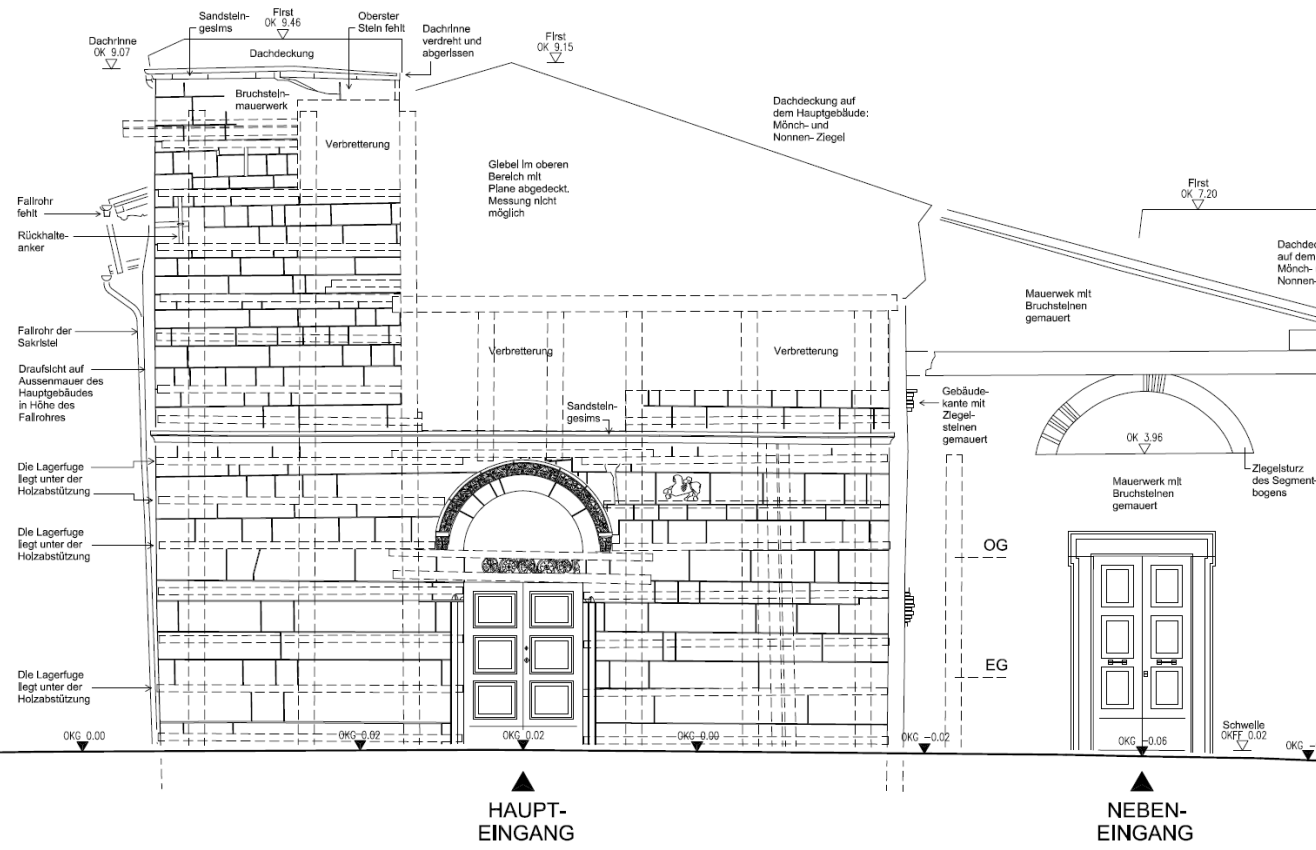 Sandstein-
gesims
First
OK 9.46
Oberster
Stein fehlt
Dachrinne
verdreht und
abgerissen
Dachrinne
OK 9.07
Dachdeckung
First
OK 9.15
Bruchstein-
mauerwerk
Verbretterung
Dachdeckung auf
dem Hauptgebäude:
Mönch- und
Nonnen- Ziegel
Giebel im oberen
Bereich mit
Plane abgedeckt.
Messung nicht
möglich
First
OK 7.20
Fallrohr
fehlt
Rückhalte-
anker
Dachdec
auf dem
Mönch-
Nonnen-
Mauerwek mit
Bruchsteinen
gemauert
Fallrohr der
Sakristei
Verbretterung
Verbretterung
Draufsicht auf
Aussenmauer des
Hauptgebäudes
in Höhe des
Fallrohres
Sandstein-
gesims
Gebäude-
kante mit
Ziegel-
steinen
gemauert
OK 3.96
Die Lagerfuge
liegt unter der
Holzabstützung
Ziegelsturz
des Segment-
bogens
Mauerwerk mit
Bruchsteinen
gemauert
Die Lagerfuge
liegt unter der
Holzabstützung
OG
EG
Die Lagerfuge
liegt unter der
Holzabstützung
Schwelle
OKFF 0.02
OKG 0.00
OKG 0.02
OKG 0.02
OKG 0.00
OKG -0.02
OKG -0.06
OKG -
HAUPT-
EINGANG
NEBEN-
EINGANG